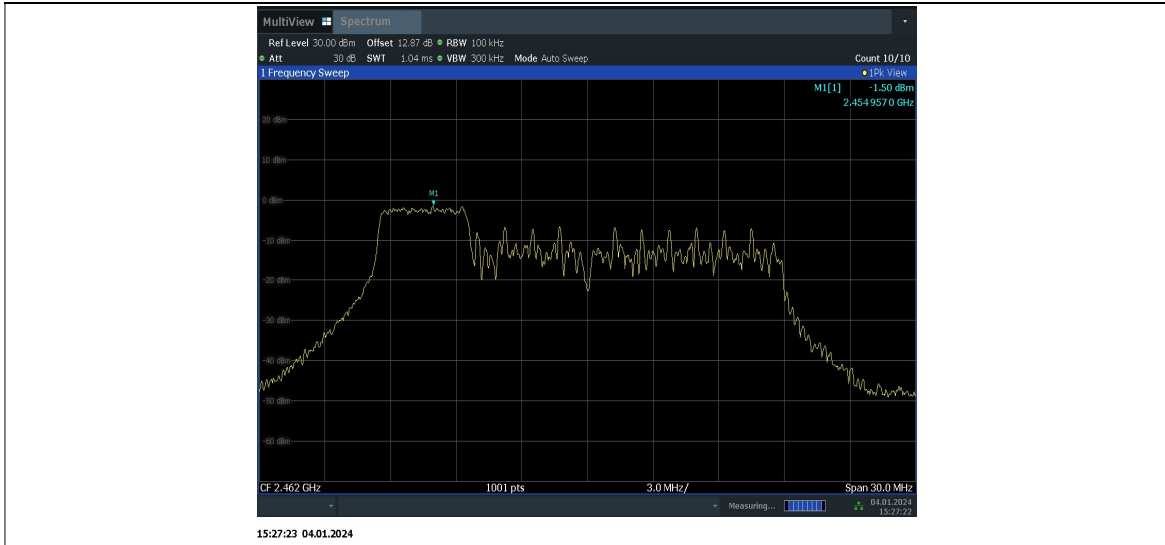 MultiView Spectrum
Ref Level 30.00 dBm Offset 12.87 dB RBW 100 kHz
Att 30 dB SWT 1.04 ms VBW 300 kHz Mode Auto Sweep Count 10/10
1 Frequency Sweep 1Pk View
M1[1] -1.50 dBm
2.454 957 0 GHz
20 dBm
10 dBm
M1
0 dBm
-10 dBm
-20 dBm
-30 dBm
-40 dBm
-50 dBm
-60 dBm
CF 2.462 GHz 1001 pts 3.0 MHz/ Span 30.0 MHz
Measuring... 04.01.2024
15:27:22
15:27:23 04.01.2024